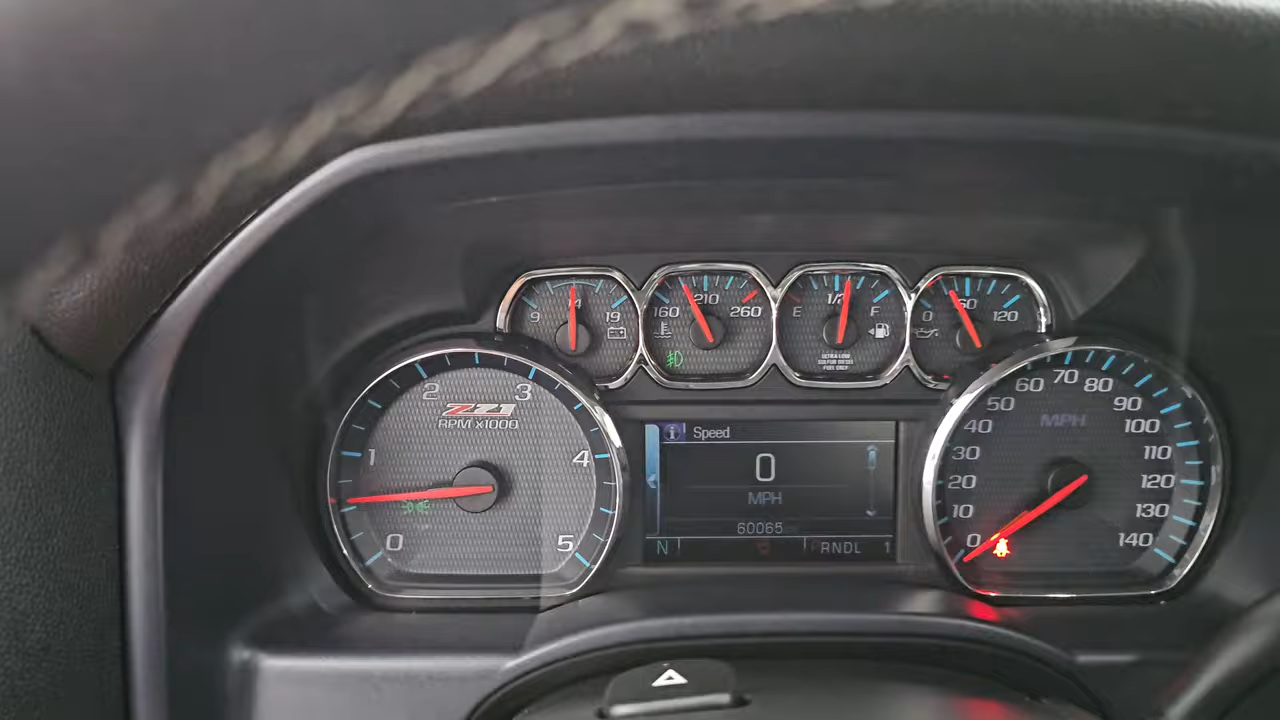 9 14 19
160 210 260
E 1/2 F
ULTRA LOW
SULFUR DIESEL
FUEL ONLY
0 60 120
0 1 2 3 4 5
Z71
RPM x1000
i Speed
0
MPH
60065
N RNDL 1
0 10 20 30 40 50 60 70 80 90 100 110 120 130 140
MPH